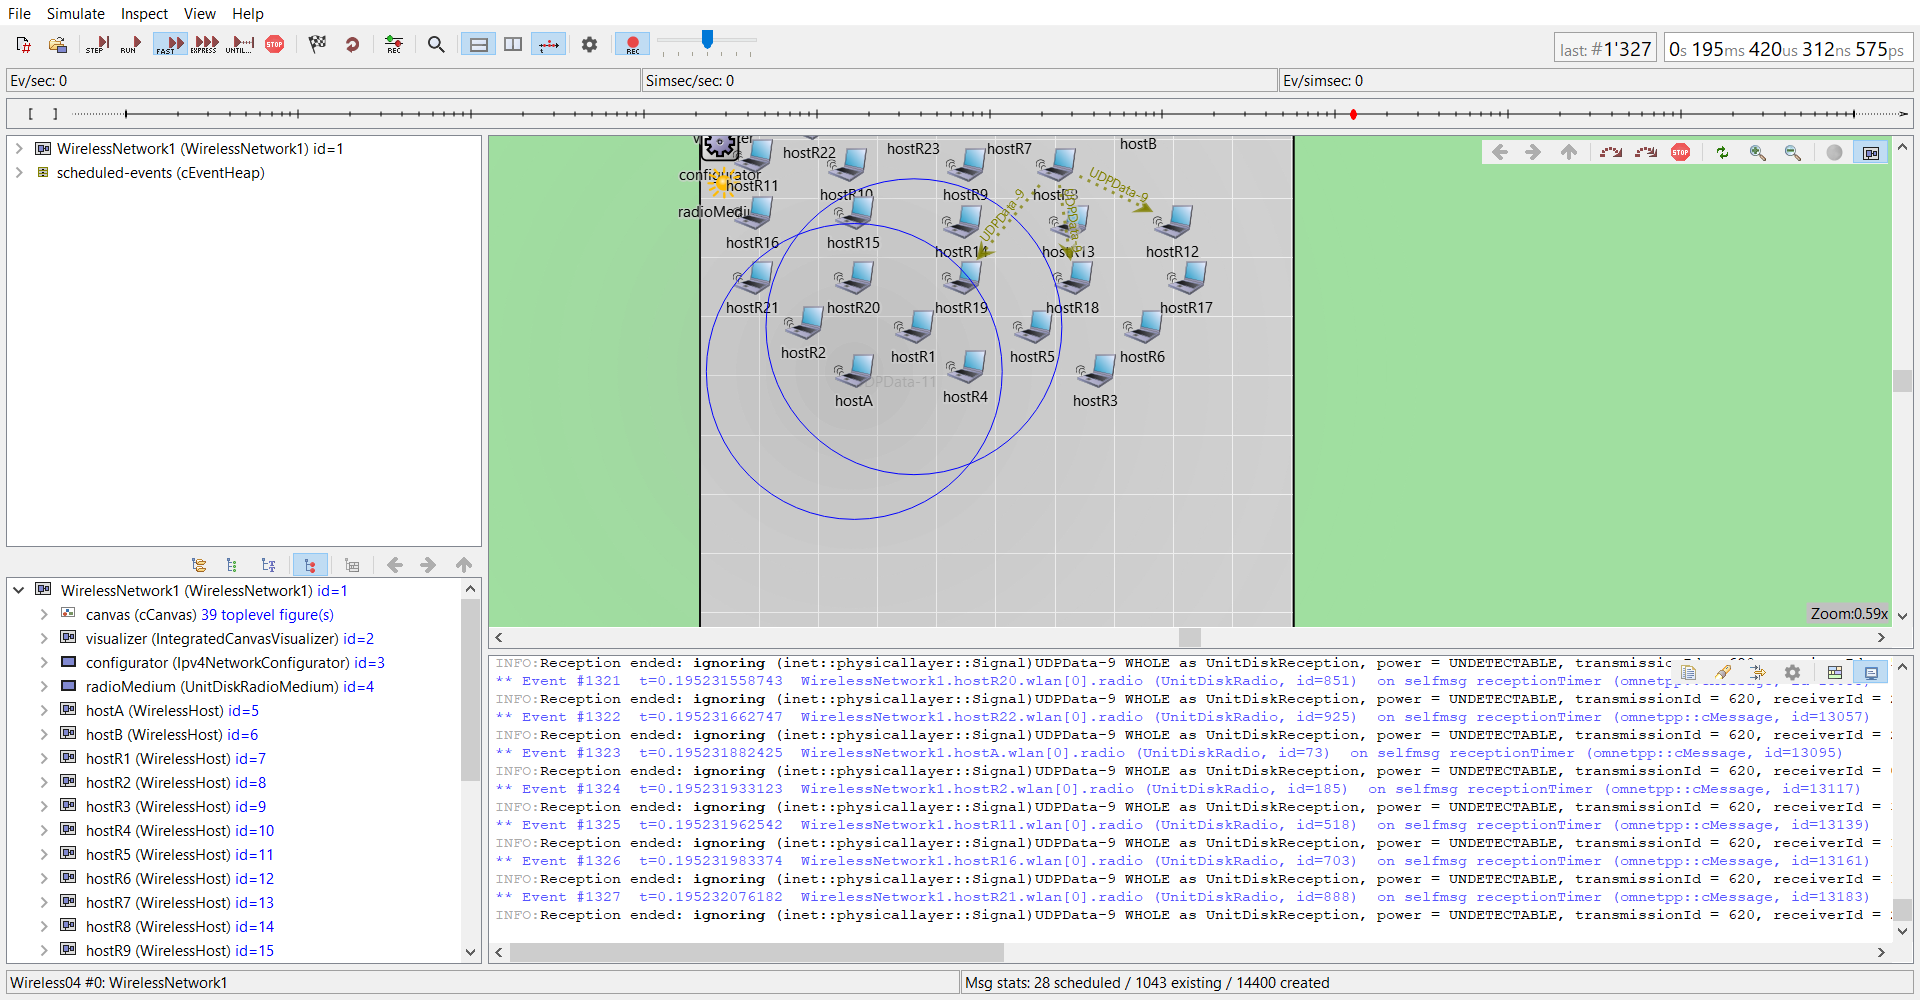 File Simulate Inspect View Help
STEP RUN FAST EXPRESS UNTIL... STOP REC REC
last: #1'327 0s 195ms 420us 312ns 575ps
Ev/sec: 0 Simsec/sec: 0 Ev/simsec: 0
[ ]
WirelessNetwork1 (WirelessNetwork1) id=1
scheduled-events (cEventHeap)
WirelessNetwork1 (WirelessNetwork1) id=1
canvas (cCanvas) 39 toplevel figure(s)
visualizer (IntegratedCanvasVisualizer) id=2
configurator (Ipv4NetworkConfigurator) id=3
radioMedium (UnitDiskRadioMedium) id=4
hostA (WirelessHost) id=5
hostB (WirelessHost) id=6
hostR1 (WirelessHost) id=7
hostR2 (WirelessHost) id=8
hostR3 (WirelessHost) id=9
hostR4 (WirelessHost) id=10
hostR5 (WirelessHost) id=11
hostR6 (WirelessHost) id=12
hostR7 (WirelessHost) id=13
hostR8 (WirelessHost) id=14
hostR9 (WirelessHost) id=15
hostR22 hostR23 hostR7 hostB
STOP
configurator
hostR11 hostR10 hostR9
UDPData-9
UDPData-9
hostR16 hostR15 hostR14 hostR13 hostR12
hostR21 hostR20 hostR19 hostR18 hostR17
hostR2 hostR1 hostR5 hostR6
DPData-11
hostA hostR4 hostR3
Zoom:0.59x
INFO:Reception ended: ignoring (inet::physicallayer::Signal)UDPData-9 WHOLE as UnitDiskReception, power = UNDETECTABLE, transmissionId = 620, receiverId =
** Event #1321 t=0.195231558743 WirelessNetwork1.hostR20.wlan[0].radio (UnitDiskRadio, id=851) on selfmsg receptionTimer (omnetpp::cMessage,
INFO:Reception ended: ignoring (inet::physicallayer::Signal)UDPData-9 WHOLE as UnitDiskReception, power = UNDETECTABLE, transmissionId = 620, receiverId =
** Event #1322 t=0.195231662747 WirelessNetwork1.hostR22.wlan[0].radio (UnitDiskRadio, id=925) on selfmsg receptionTimer (omnetpp::cMessage, id=13057)
INFO:Reception ended: ignoring (inet::physicallayer::Signal)UDPData-9 WHOLE as UnitDiskReception, power = UNDETECTABLE, transmissionId = 620, receiverId =
** Event #1323 t=0.195231882425 WirelessNetwork1.hostA.wlan[0].radio (UnitDiskRadio, id=73) on selfmsg receptionTimer (omnetpp::cMessage, id=13095)
INFO:Reception ended: ignoring (inet::physicallayer::Signal)UDPData-9 WHOLE as UnitDiskReception, power = UNDETECTABLE, transmissionId = 620, receiverId =
** Event #1324 t=0.195231933123 WirelessNetwork1.hostR2.wlan[0].radio (UnitDiskRadio, id=185) on selfmsg receptionTimer (omnetpp::cMessage, id=13117)
INFO:Reception ended: ignoring (inet::physicallayer::Signal)UDPData-9 WHOLE as UnitDiskReception, power = UNDETECTABLE, transmissionId = 620, receiverId =
** Event #1325 t=0.195231962542 WirelessNetwork1.hostR11.wlan[0].radio (UnitDiskRadio, id=518) on selfmsg receptionTimer (omnetpp::cMessage, id=13139)
INFO:Reception ended: ignoring (inet::physicallayer::Signal)UDPData-9 WHOLE as UnitDiskReception, power = UNDETECTABLE, transmissionId = 620, receiverId =
** Event #1326 t=0.195231983374 WirelessNetwork1.hostR16.wlan[0].radio (UnitDiskRadio, id=703) on selfmsg receptionTimer (omnetpp::cMessage, id=13161)
INFO:Reception ended: ignoring (inet::physicallayer::Signal)UDPData-9 WHOLE as UnitDiskReception, power = UNDETECTABLE, transmissionId = 620, receiverId =
** Event #1327 t=0.195232076182 WirelessNetwork1.hostR21.wlan[0].radio (UnitDiskRadio, id=888) on selfmsg receptionTimer (omnetpp::cMessage, id=13183)
INFO:Reception ended: ignoring (inet::physicallayer::Signal)UDPData-9 WHOLE as UnitDiskReception, power = UNDETECTABLE, transmissionId = 620, receiverId =
Wireless04 #0: WirelessNetwork1 Msg stats: 28 scheduled / 1043 existing / 14400 created